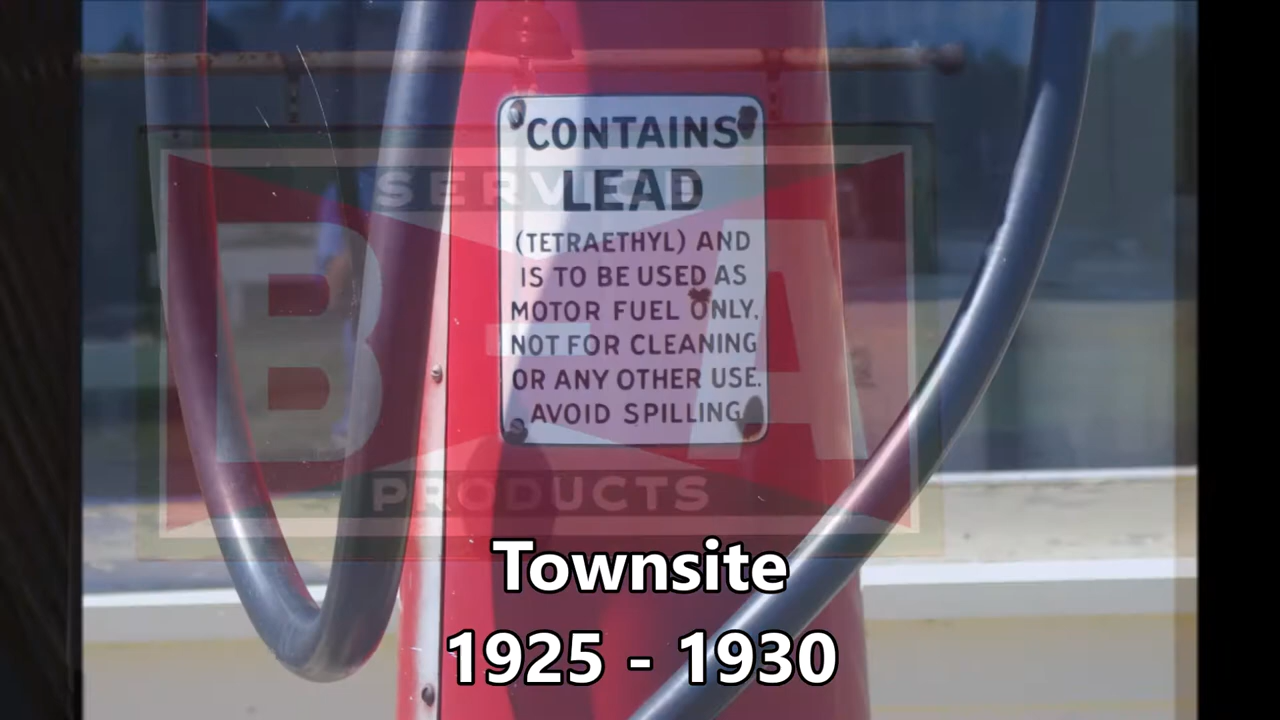 CONTAINS
SERVICE
LEAD
(TETRAETHYL) AND
IS TO BE USED AS
MOTOR FUEL ONLY,
NOT FOR CLEANING
OR ANY OTHER USE.
AVOID SPILLING
B-A
PRODUCTS
Townsite
1925 - 1930